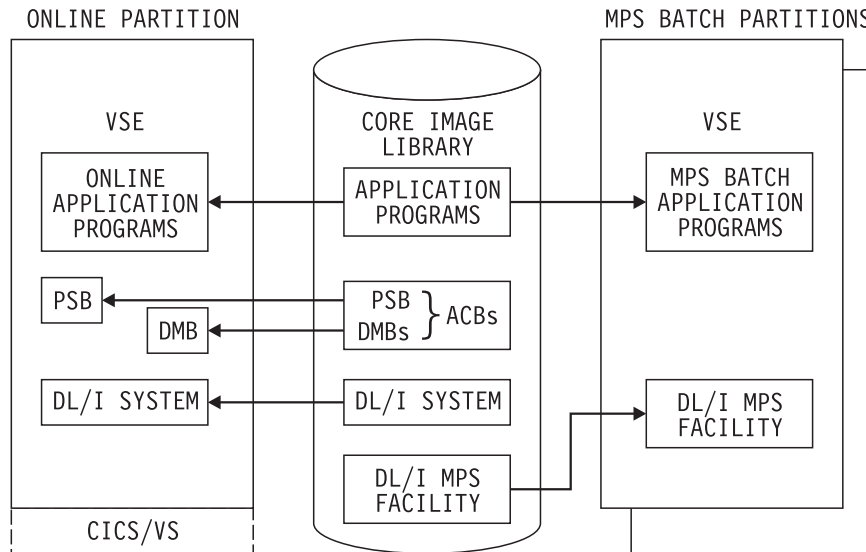 ONLINE PARTITION
MPS BATCH PARTITIONS
VSE
ONLINE
APPLICATION
PROGRAMS
PSB
DMB
DL/I SYSTEM
CICS/VS
CORE IMAGE
LIBRARY
APPLICATION
PROGRAMS
PSB
DMBs
} ACBs
DL/I SYSTEM
DL/I MPS
FACILITY
VSE
MPS BATCH
APPLICATION
PROGRAMS
DL/I MPS
FACILITY